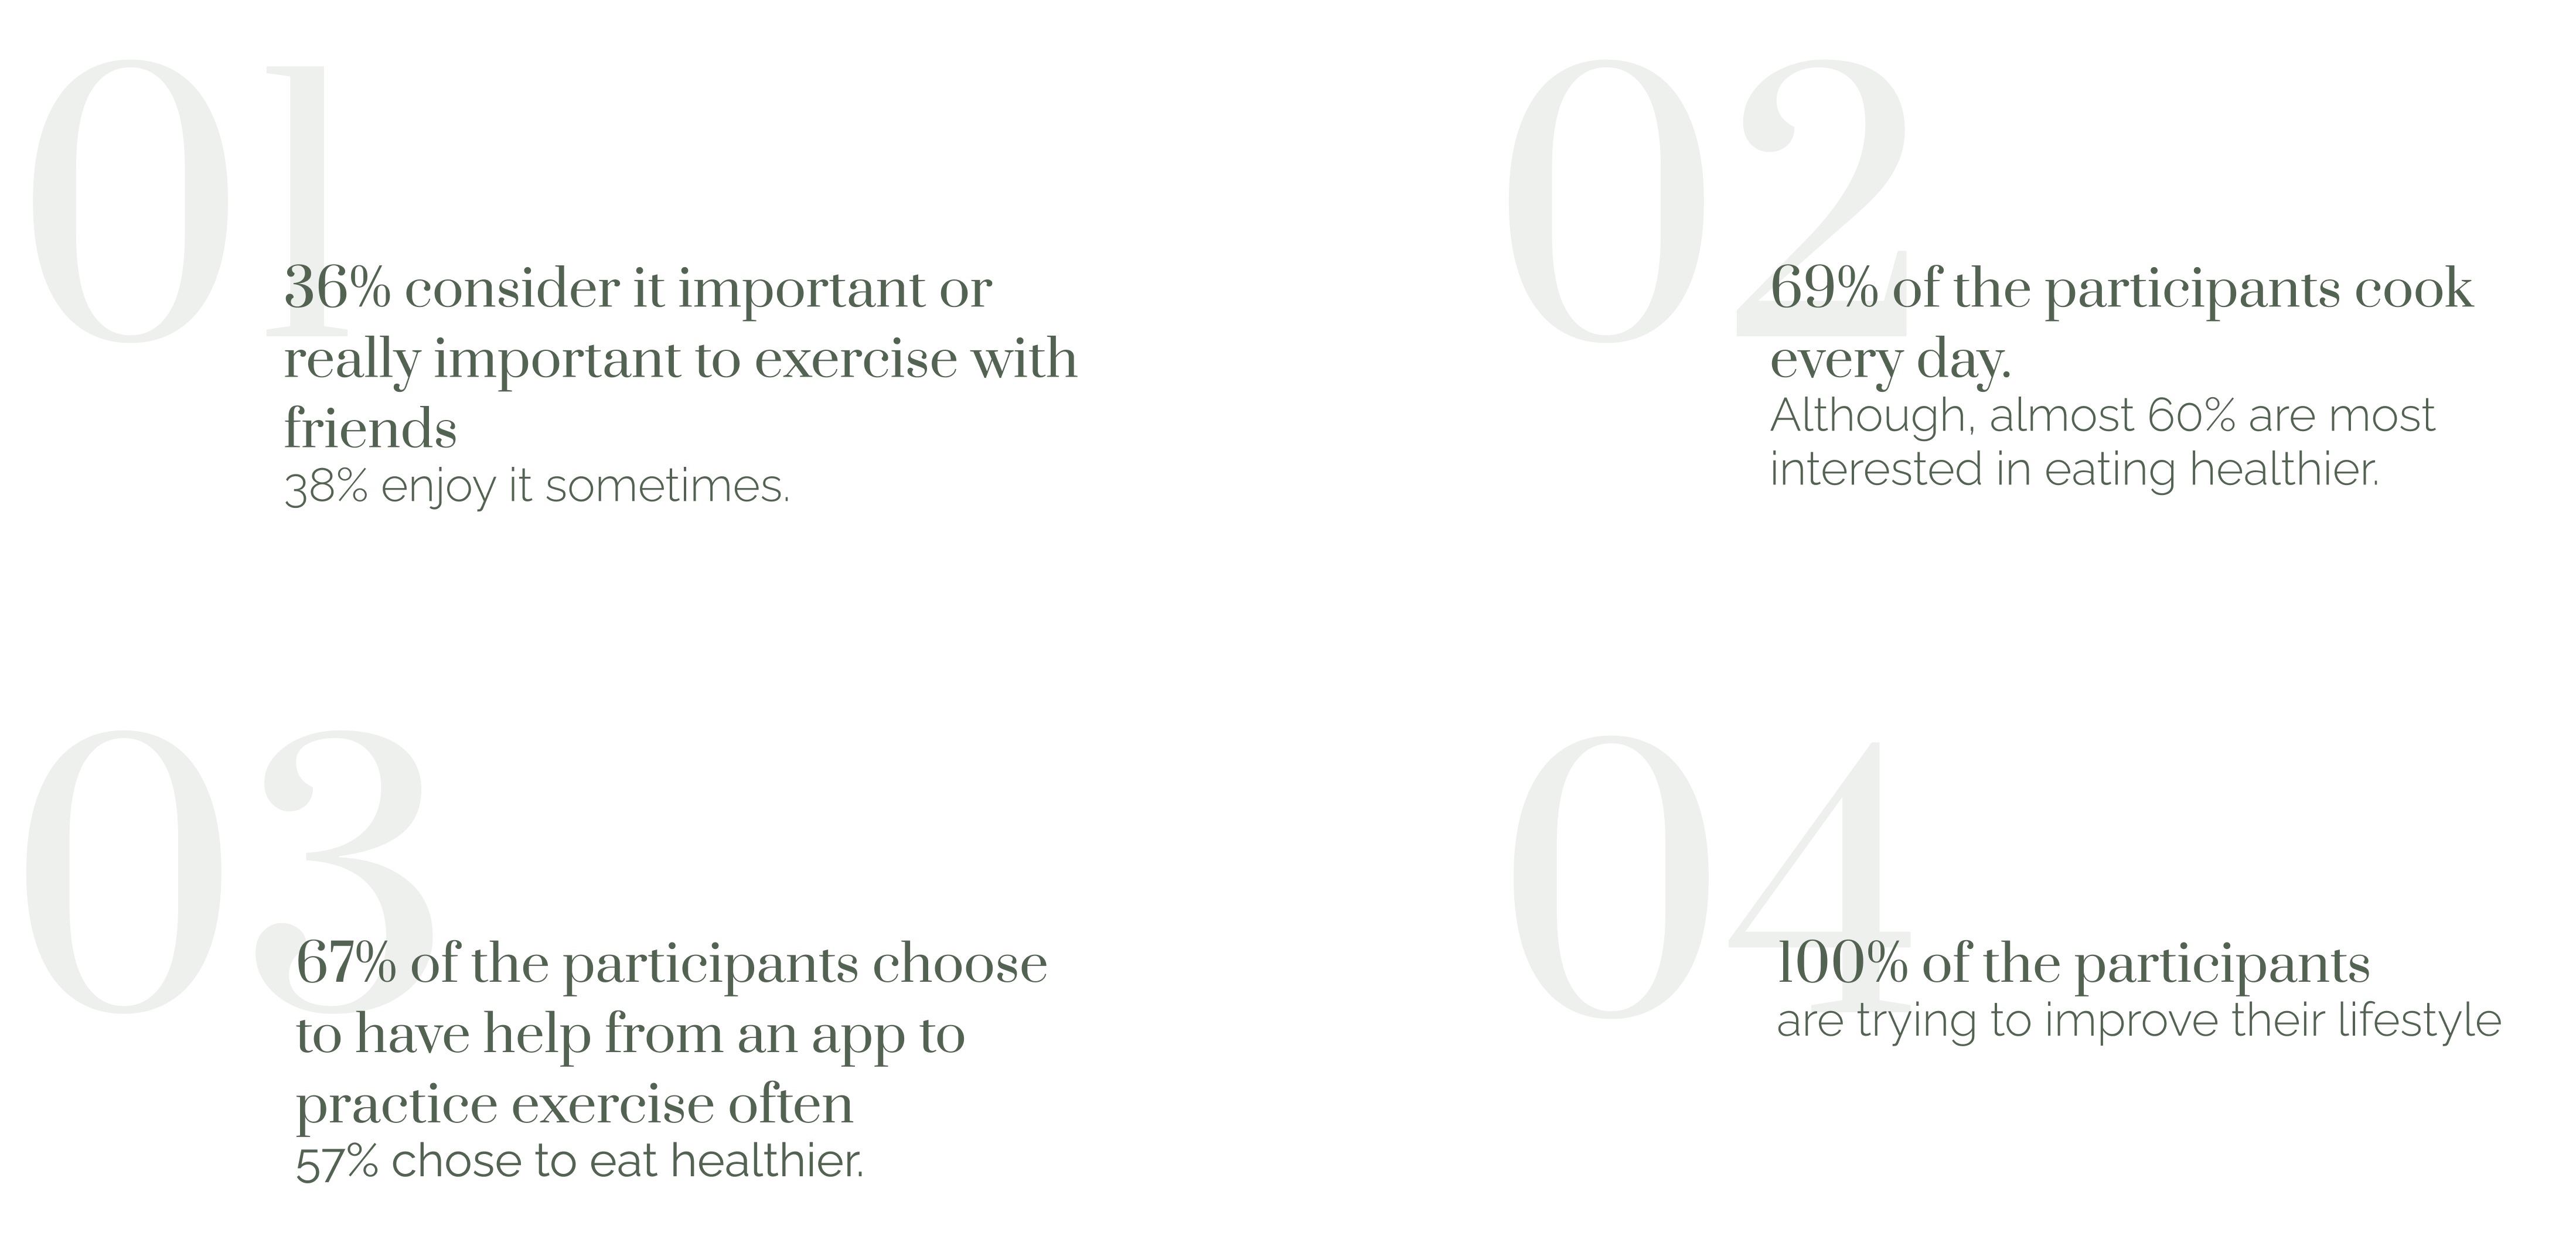 01
36% consider it important or
really important to exercise with
friends
38% enjoy it sometimes.
02
69% of the participants cook
every day.
Although, almost 60% are most
interested in eating healthier.
03
67% of the participants choose
to have help from an app to
practice exercise often
57% chose to eat healthier.
04
100% of the participants
are trying to improve their lifestyle